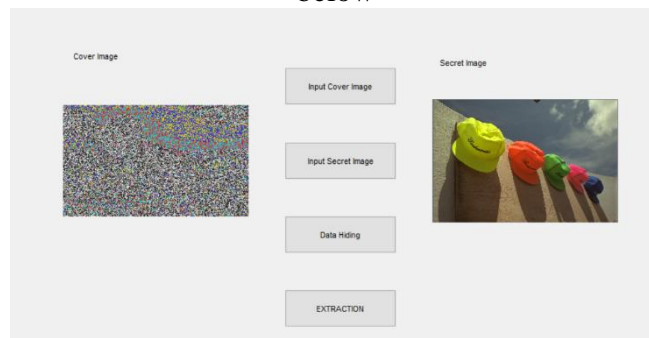 Cover Image
Secret Image
Input Cover Image
Input Secret Image
Data Hiding
EXTRACTION